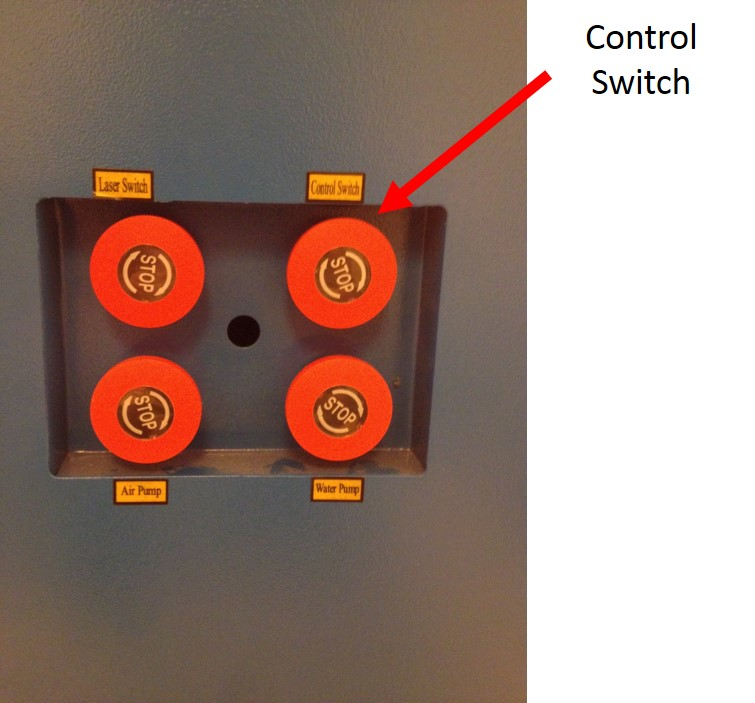 Control
Switch
Laser Switch
Control Switch
STOP
STOP
STOP
STOP
Air Pump
Water Pump